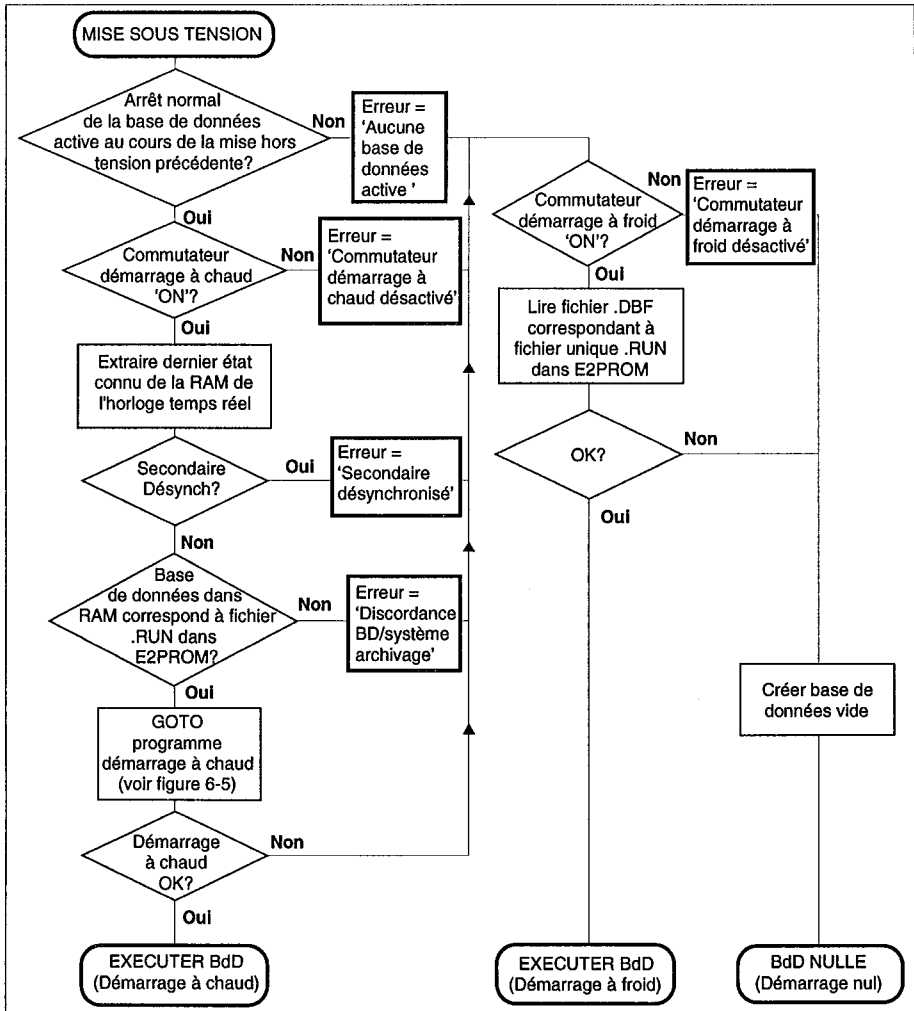 MISE SOUS TENSION
Arrêt normal
de la base de données
active au cours de la mise hors
tension précédente?
Non
Erreur =
'Aucune
base de
données
active '
Oui
Commutateur
démarrage à chaud
'ON'?
Non
Erreur =
'Commutateur
démarrage à
chaud désactivé'
Oui
Extraire dernier état
connu de la RAM de
l'horloge temps réel
Secondaire
Désynch?
Oui
Erreur =
'Secondaire
désynchronisé'
Non
Base
de données dans
RAM correspond à fichier
.RUN dans
E2PROM?
Non
Erreur =
'Discordance
BD/système
archivage'
Oui
GOTO
programme
démarrage à chaud
(voir figure 6-5)
Démarrage
à chaud
OK?
Non
Oui
EXECUTER BdD
(Démarrage à chaud)
Commutateur
démarrage à froid
'ON'?
Non
Erreur =
'Commutateur
démarrage à
froid désactivé'
Oui
Lire fichier .DBF
correspondant à
fichier unique .RUN
dans E2PROM
OK?
Non
Oui
EXECUTER BdD
(Démarrage à froid)
Créer base de
données vide
BdD NULLE
(Démarrage nul)